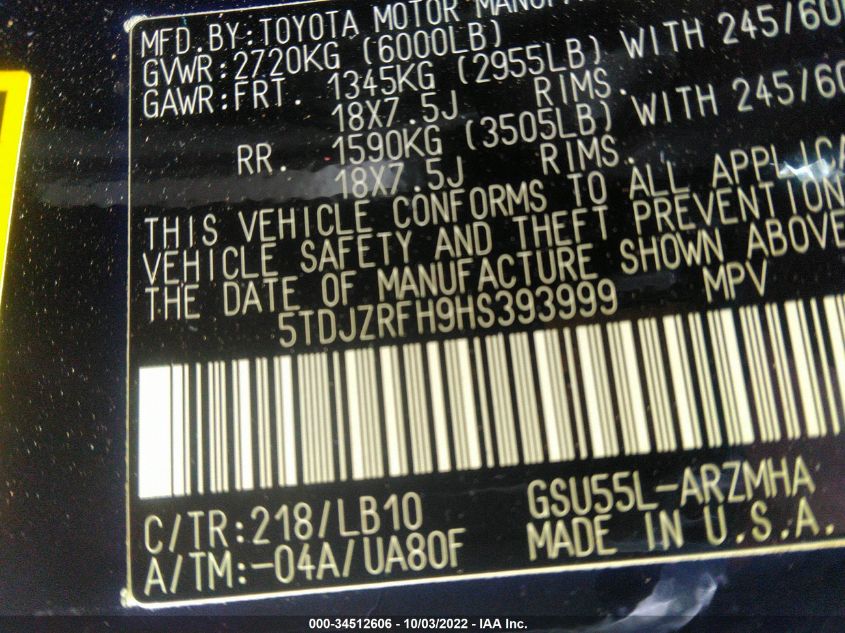 MFD.BY:TOYOTA MOTOR
GVWR:2720KG (6000LB)
GAWR:FRT. 1345KG (2955LB) WITH 245/60
18X7.5J RIMS.
RR. 1590KG (3505LB) WITH 245/60
18X7.5J RIMS.
THIS VEHICLE CONFORMS TO ALL
VEHICLE SAFETY AND THEFT PREVENTION
THE DATE OF MANUFACTURE SHOWN ABOVE
5TDJZRFH9HS393999 MPV
C/TR:218/LB10 GSU55L-ARZMHA
A/TM:-04A/UA80F MADE IN U.S.A.
000-34512606 - 10/03/2022 - IAA Inc.